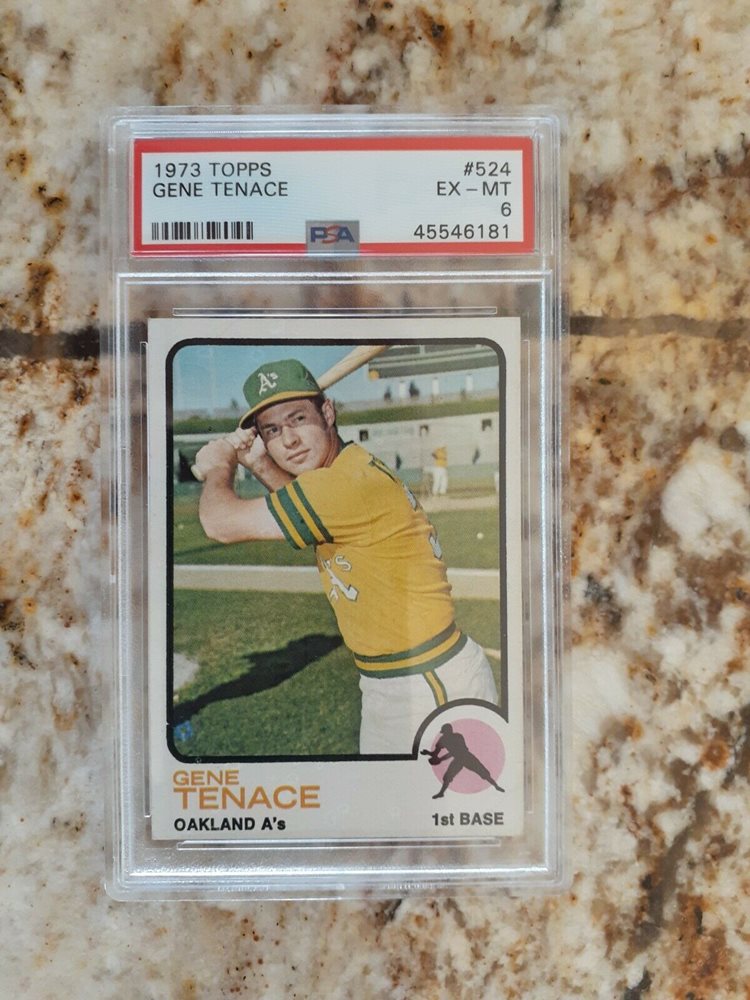 1973 TOPPS #524
GENE TENACE EX - MT
6
PSA 45546181
A's
A's
GENE
TENACE
OAKLAND A's 1st BASE